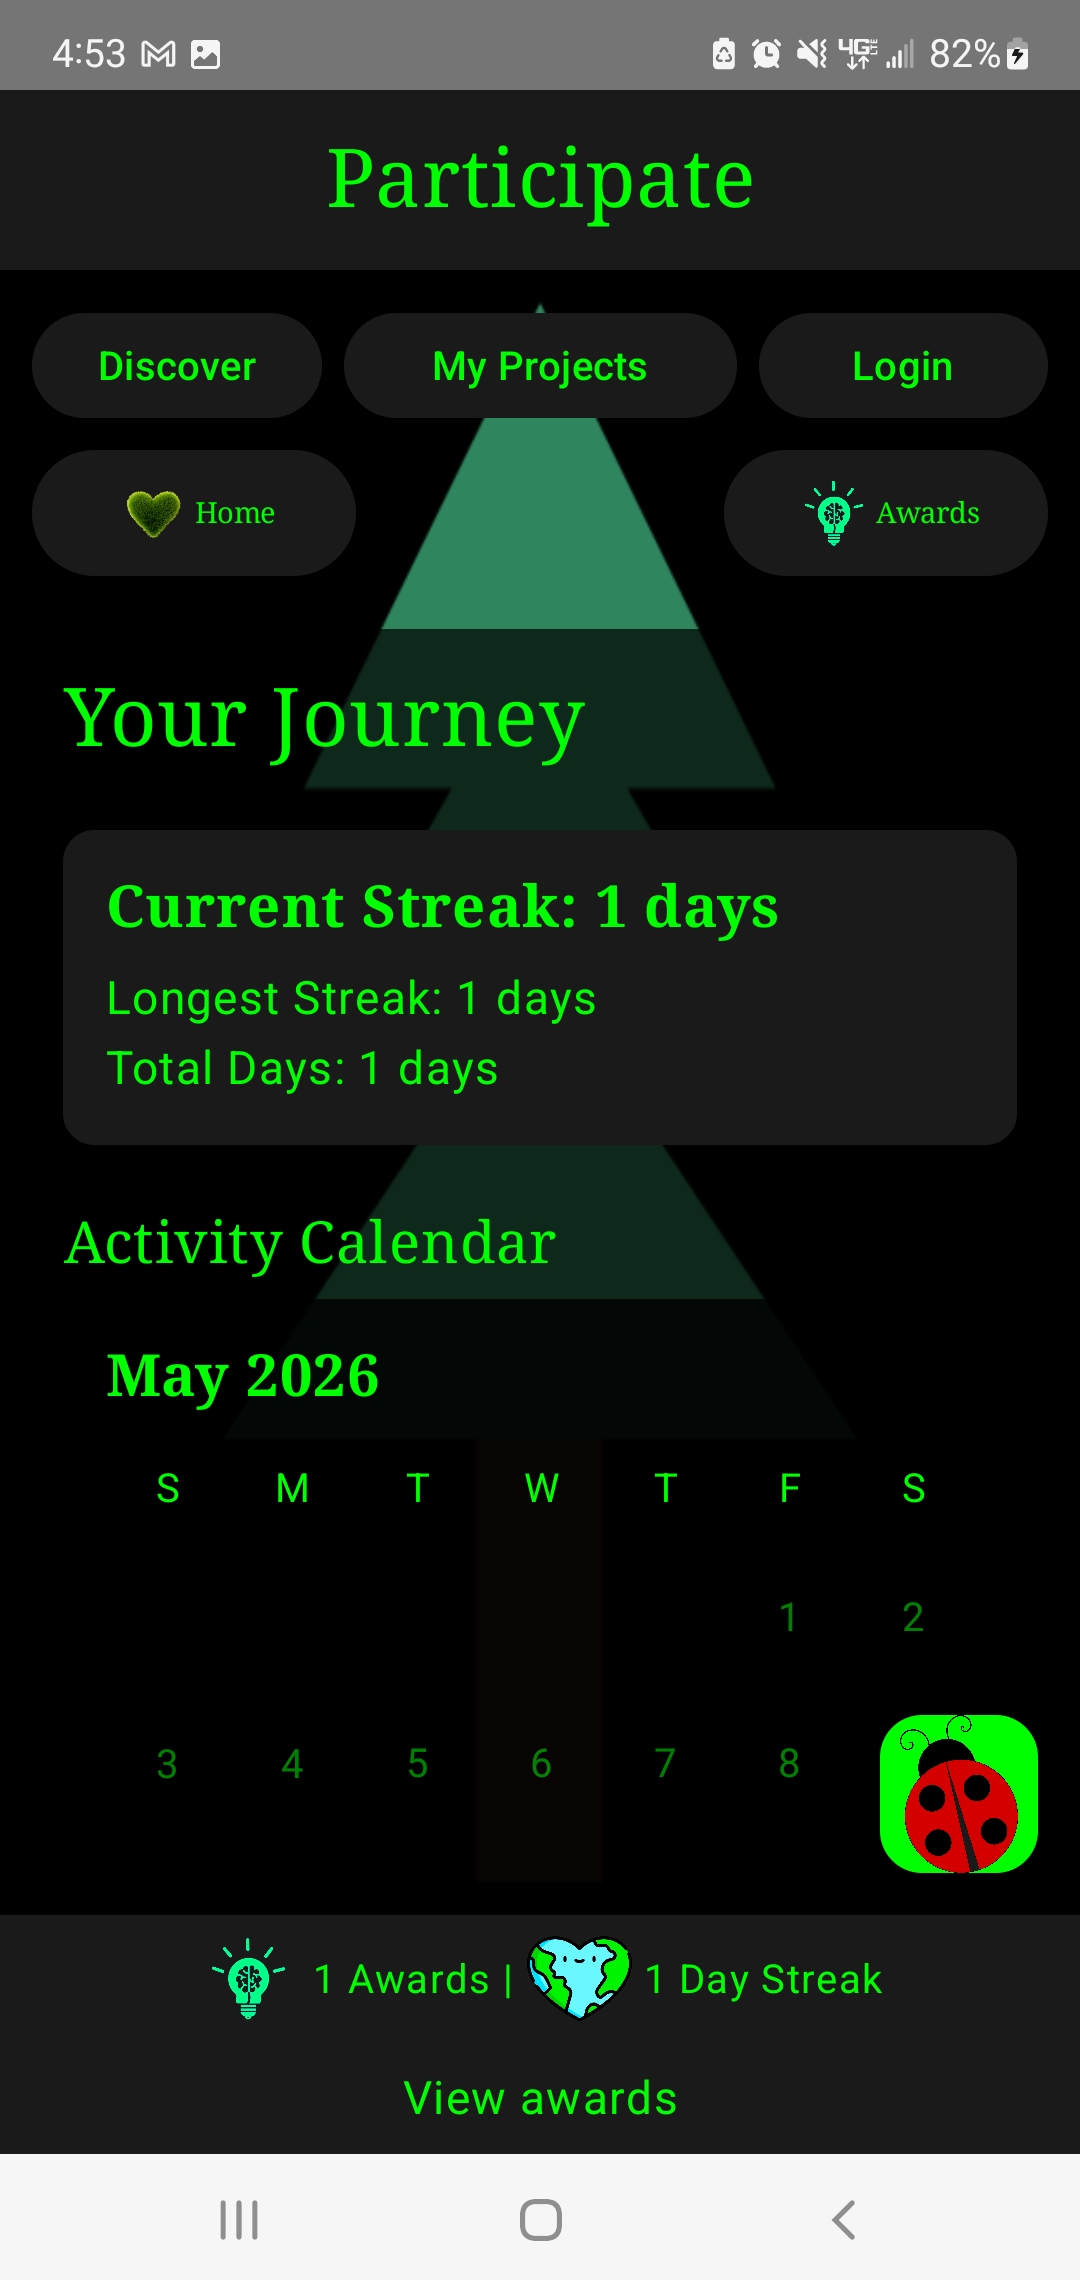 4:53 4G LTE 82%
Participate
Discover My Projects Login
Home Awards
Your Journey
Current Streak: 1 days
Longest Streak: 1 days
Total Days: 1 days
Activity Calendar
May 2026
S M T W T F S
1 2
3 4 5 6 7 8
1 Awards | 1 Day Streak
View awards